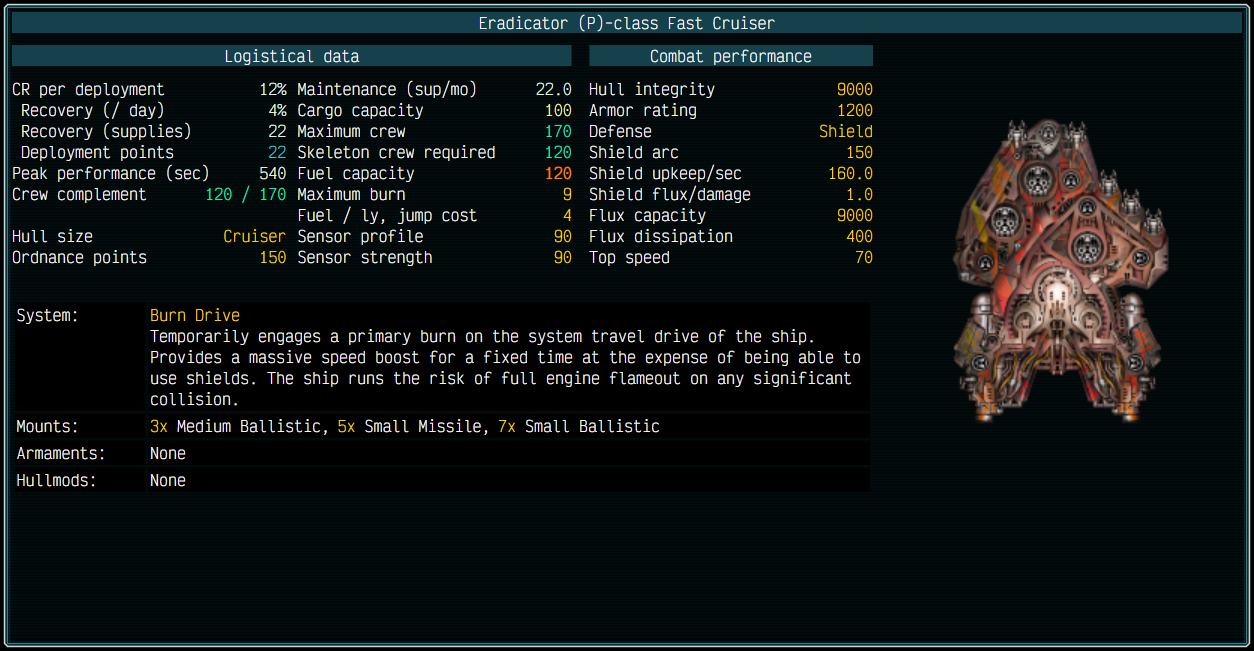 Eradicator (P)-class Fast Cruiser
Logistical data
CR per deployment 12% Maintenance (sup/mo) 22.0
Recovery (/ day) 4% Cargo capacity 100
Recovery (supplies) 22 Maximum crew 170
Deployment points 22 Skeleton crew required 120
Peak performance (sec) 540 Fuel capacity 120
Crew complement 120 / 170 Maximum burn 9
Fuel / ly, jump cost 4
Hull size Cruiser Sensor profile 90
Ordnance points 150 Sensor strength 90
Combat performance
Hull integrity 9000
Armor rating 1200
Defense Shield
Shield arc 150
Shield upkeep/sec 160.0
Shield flux/damage 1.0
Flux capacity 9000
Flux dissipation 400
Top speed 70
System: Burn Drive
Temporarily engages a primary burn on the system travel drive of the ship.
Provides a massive speed boost for a fixed time at the expense of being able to
use shields. The ship runs the risk of full engine flameout on any significant
collision.
Mounts: 3x Medium Ballistic, 5x Small Missile, 7x Small Ballistic
Armaments: None
Hullmods: None